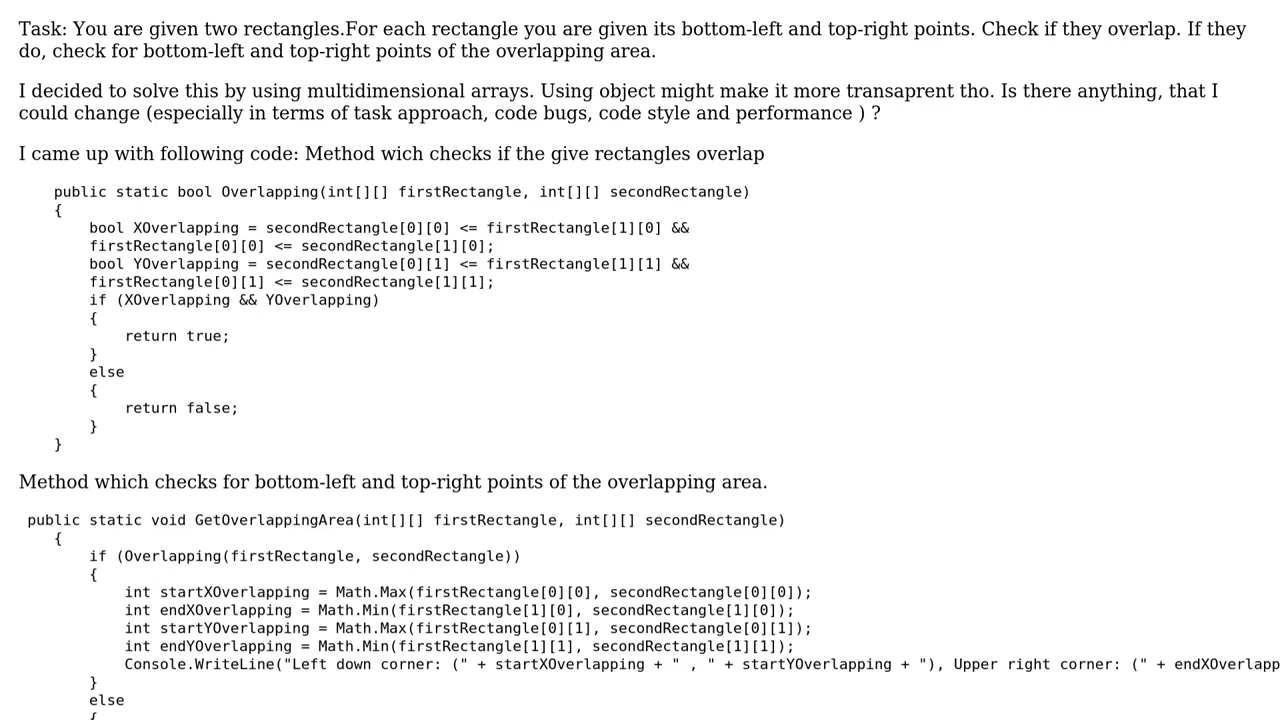 Task: You are given two rectangles.For each rectangle you are given its bottom-left and top-right points. Check if they overlap. If they
do, check for bottom-left and top-right points of the overlapping area.
I decided to solve this by using multidimensional arrays. Using object might make it more transaprent tho. Is there anything, that I
could change (especially in terms of task approach, code bugs, code style and performance ) ?
I came up with following code: Method wich checks if the give rectangles overlap
public static bool Overlapping(int[][] firstRectangle, int[][] secondRectangle)
{
bool XOverlapping = secondRectangle[0][0] <= firstRectangle[1][0] &&
firstRectangle[0][0] <= secondRectangle[1][0];
bool YOverlapping = secondRectangle[0][1] <= firstRectangle[1][1] &&
firstRectangle[0][1] <= secondRectangle[1][1];
if (XOverlapping && YOverlapping)
{
return true;
}
else
{
return false;
}
}
Method which checks for bottom-left and top-right points of the overlapping area.
public static void GetOverlappingArea(int[][] firstRectangle, int[][] secondRectangle)
{
if (Overlapping(firstRectangle, secondRectangle))
{
int startXOverlapping = Math.Max(firstRectangle[0][0], secondRectangle[0][0]);
int endXOverlapping = Math.Min(firstRectangle[1][0], secondRectangle[1][0]);
int startYOverlapping = Math.Max(firstRectangle[0][1], secondRectangle[0][1]);
int endYOverlapping = Math.Min(firstRectangle[1][1], secondRectangle[1][1]);
Console.WriteLine("Left down corner: (" + startXOverlapping + " , " + startYOverlapping + "), Upper right corner: (" + endXOverlapp
}
else
{